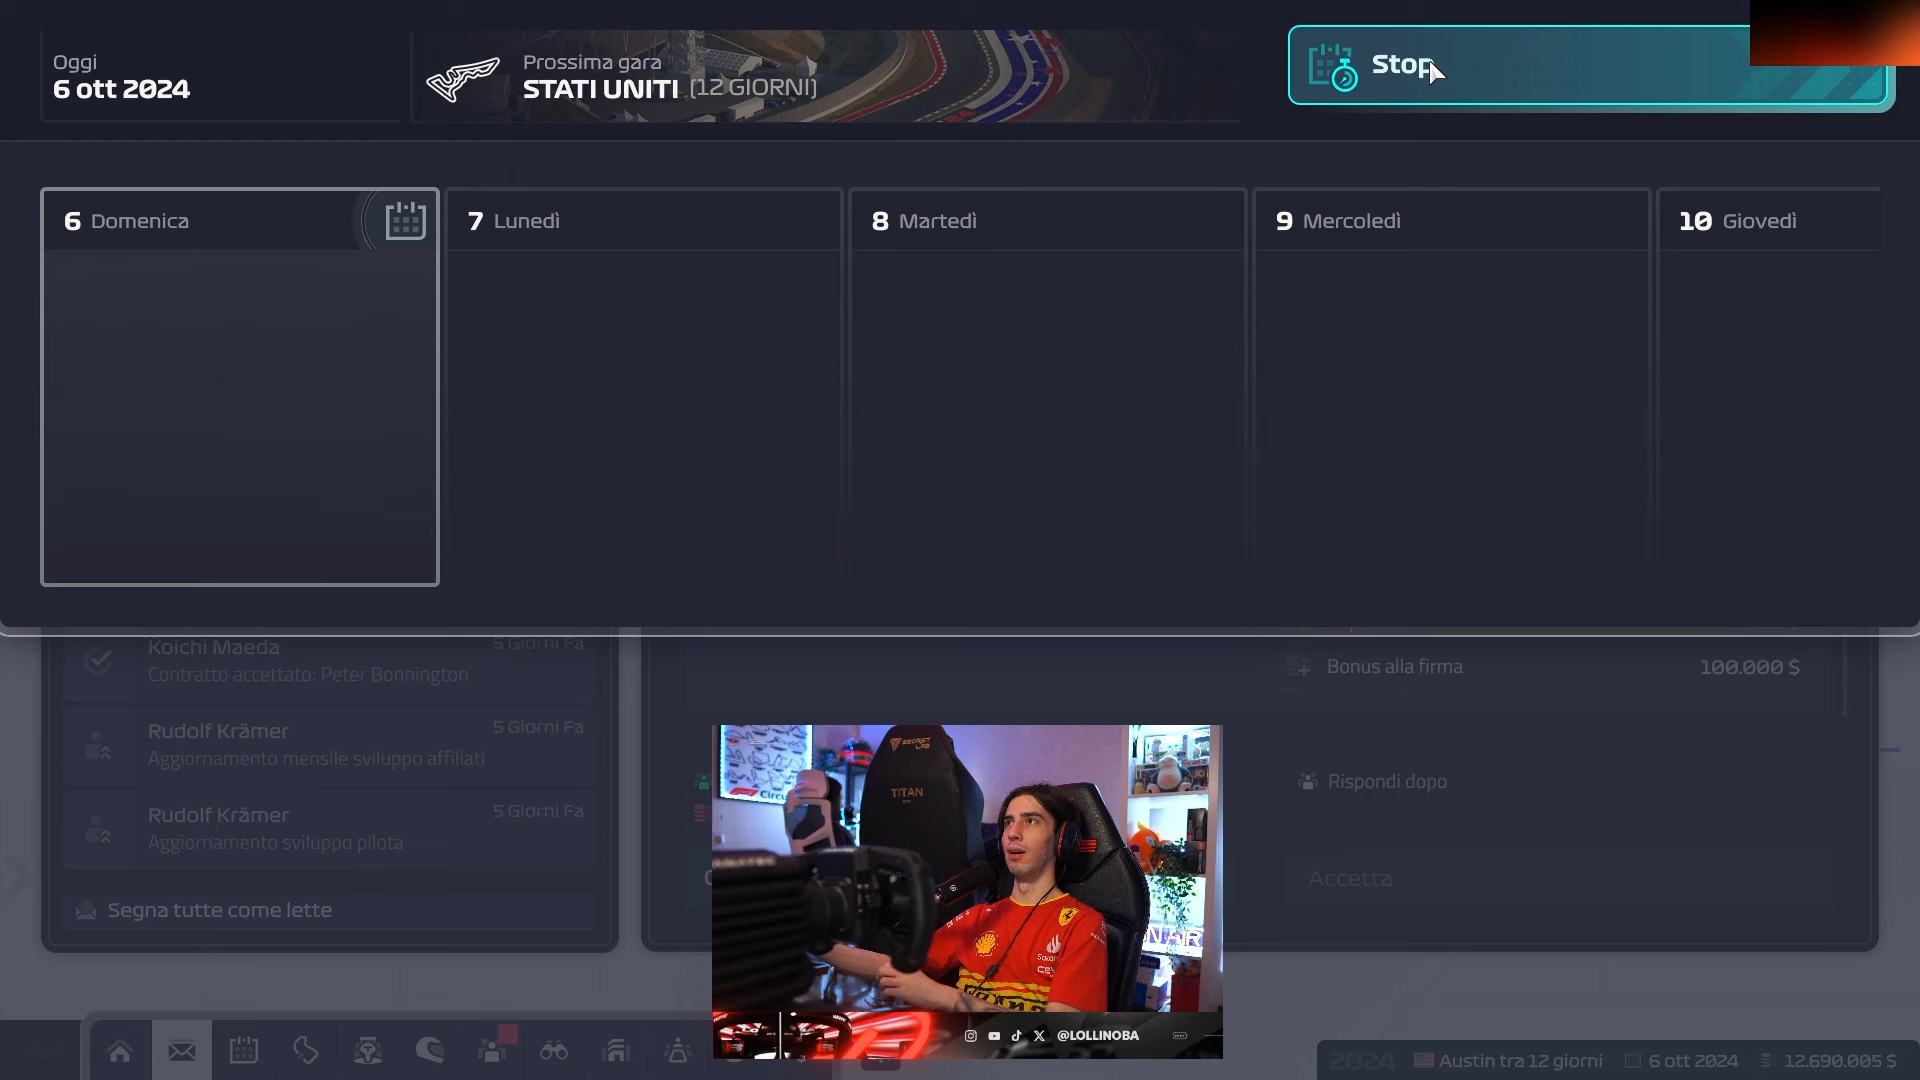 Oggi
6 ott 2024
Prossima gara
STATI UNITI (12 GIORNI)
Stop
6 Domenica
7 Lunedì
8 Martedì
9 Mercoledì
10 Giovedì
Koichi Maeda
5 Giorni Fa
Contratto accettato: Peter Bonnington
Rudolf Krämer
5 Giorni Fa
Aggiornamento mensile sviluppo affiliati
Rudolf Krämer
5 Giorni Fa
Aggiornamento sviluppo pilota
Segna tutte come lette
Bonus alla firma
100.000 $
Rispondi dopo
Accetta
SECRET LAB
TITAN
@LOLLINOBA
2024
Austin tra 12 giorni
6 ott 2024
12.690.005 $